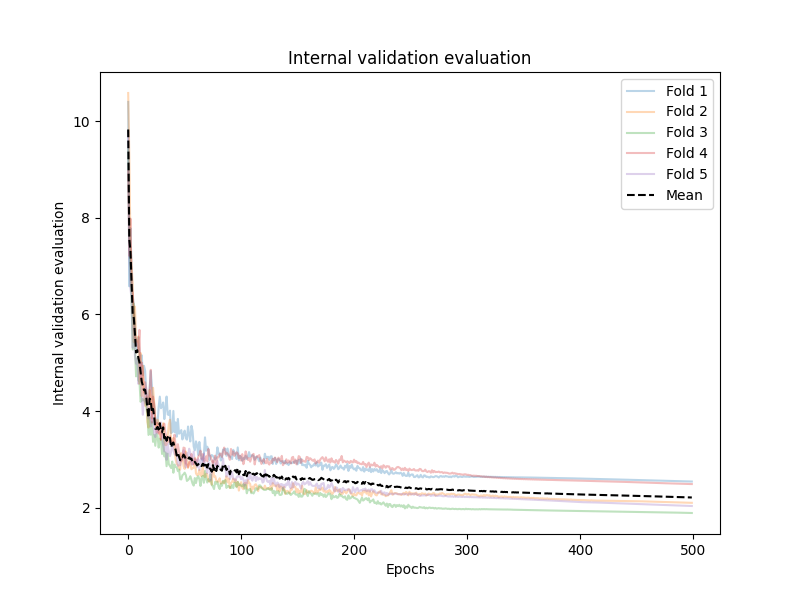 Internal validation evaluation
Internal validation evaluation
10
8
6
4
2
0
100
200
300
400
500
Epochs
Fold 1
Fold 2
Fold 3
Fold 4
Fold 5
Mean